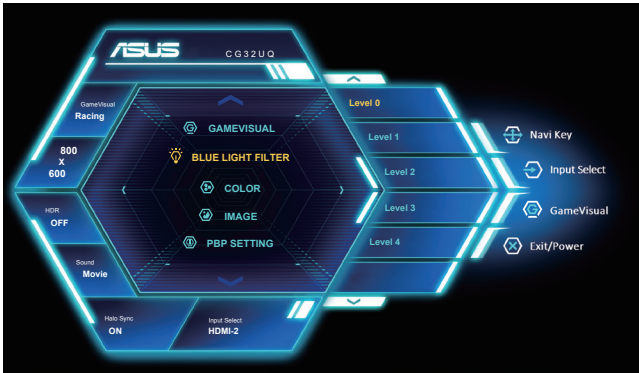 ASUS
CG32UQ
GameVisual
Racing
800
X
600
HDR
OFF
Sound
Movie
Halo Sync
ON
Input Select
HDMI-2
GAMEVISUAL
BLUE LIGHT FILTER
COLOR
IMAGE
PBP SETTING
Level 0
Level 1
Level 2
Level 3
Level 4
Navi Key
Input Select
GameVisual
Exit/Power